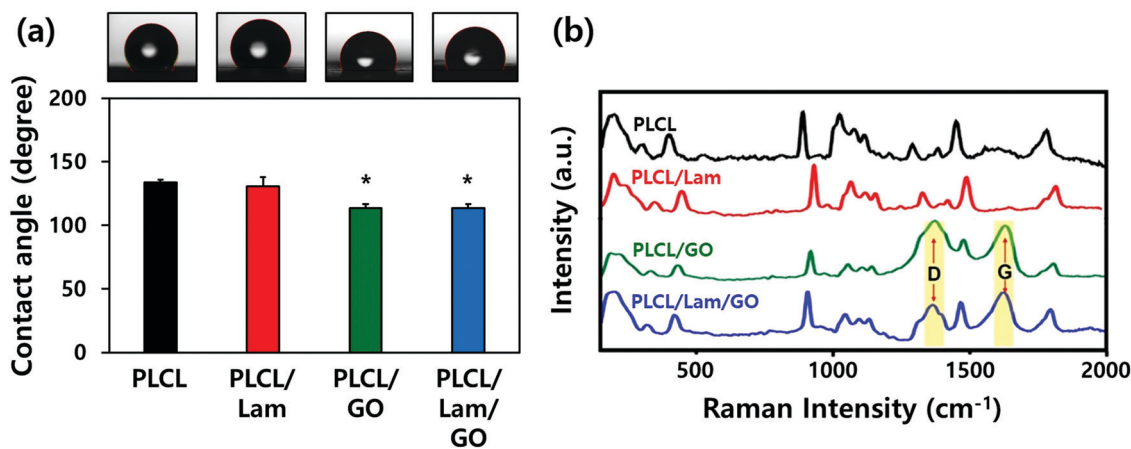 (a)
Contact angle (degree)
200
150
100
50
0
*
*
PLCL
PLCL/
Lam
PLCL/
GO
PLCL/
Lam/
GO
(b)
Intensity (a.u.)
PLCL
PLCL/Lam
PLCL/GO
PLCL/Lam/GO
D
G
500
1000
1500
2000
Raman Intensity (cm⁻¹)